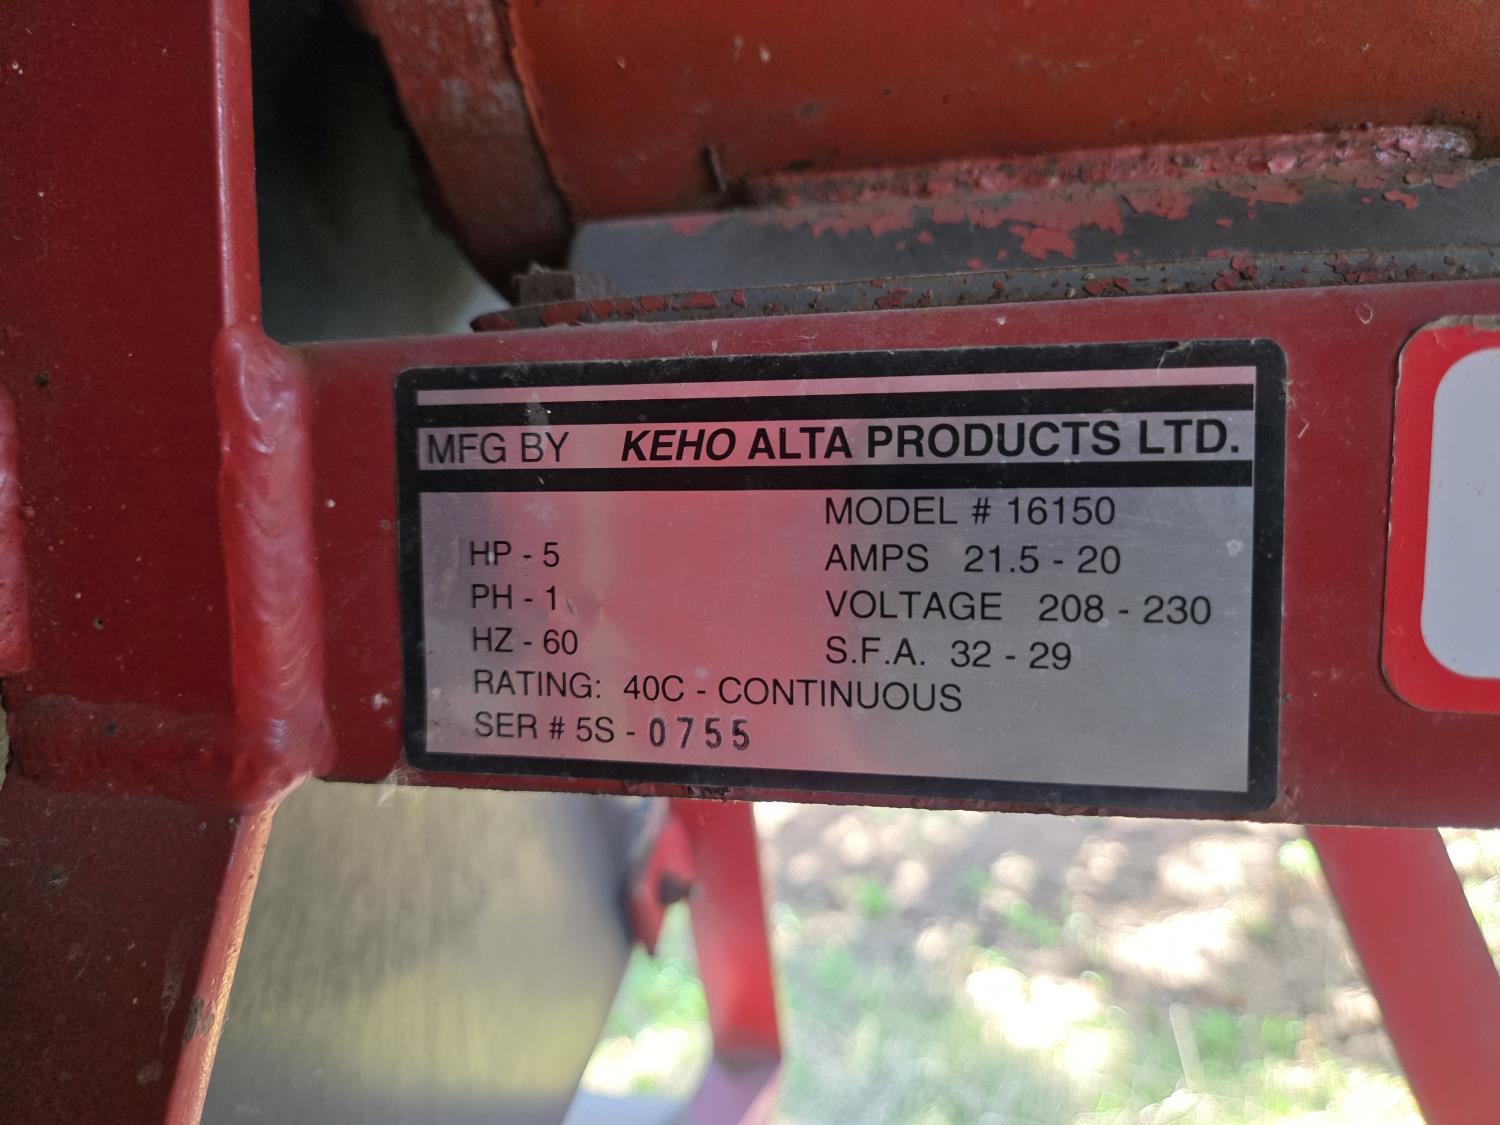 MFG BY KEHO ALTA PRODUCTS LTD.
MODEL # 16150
HP - 5 AMPS 21.5 - 20
PH - 1 VOLTAGE 208 - 230
HZ - 60 S.F.A. 32 - 29
RATING: 40C - CONTINUOUS
SER # 5S - 0755